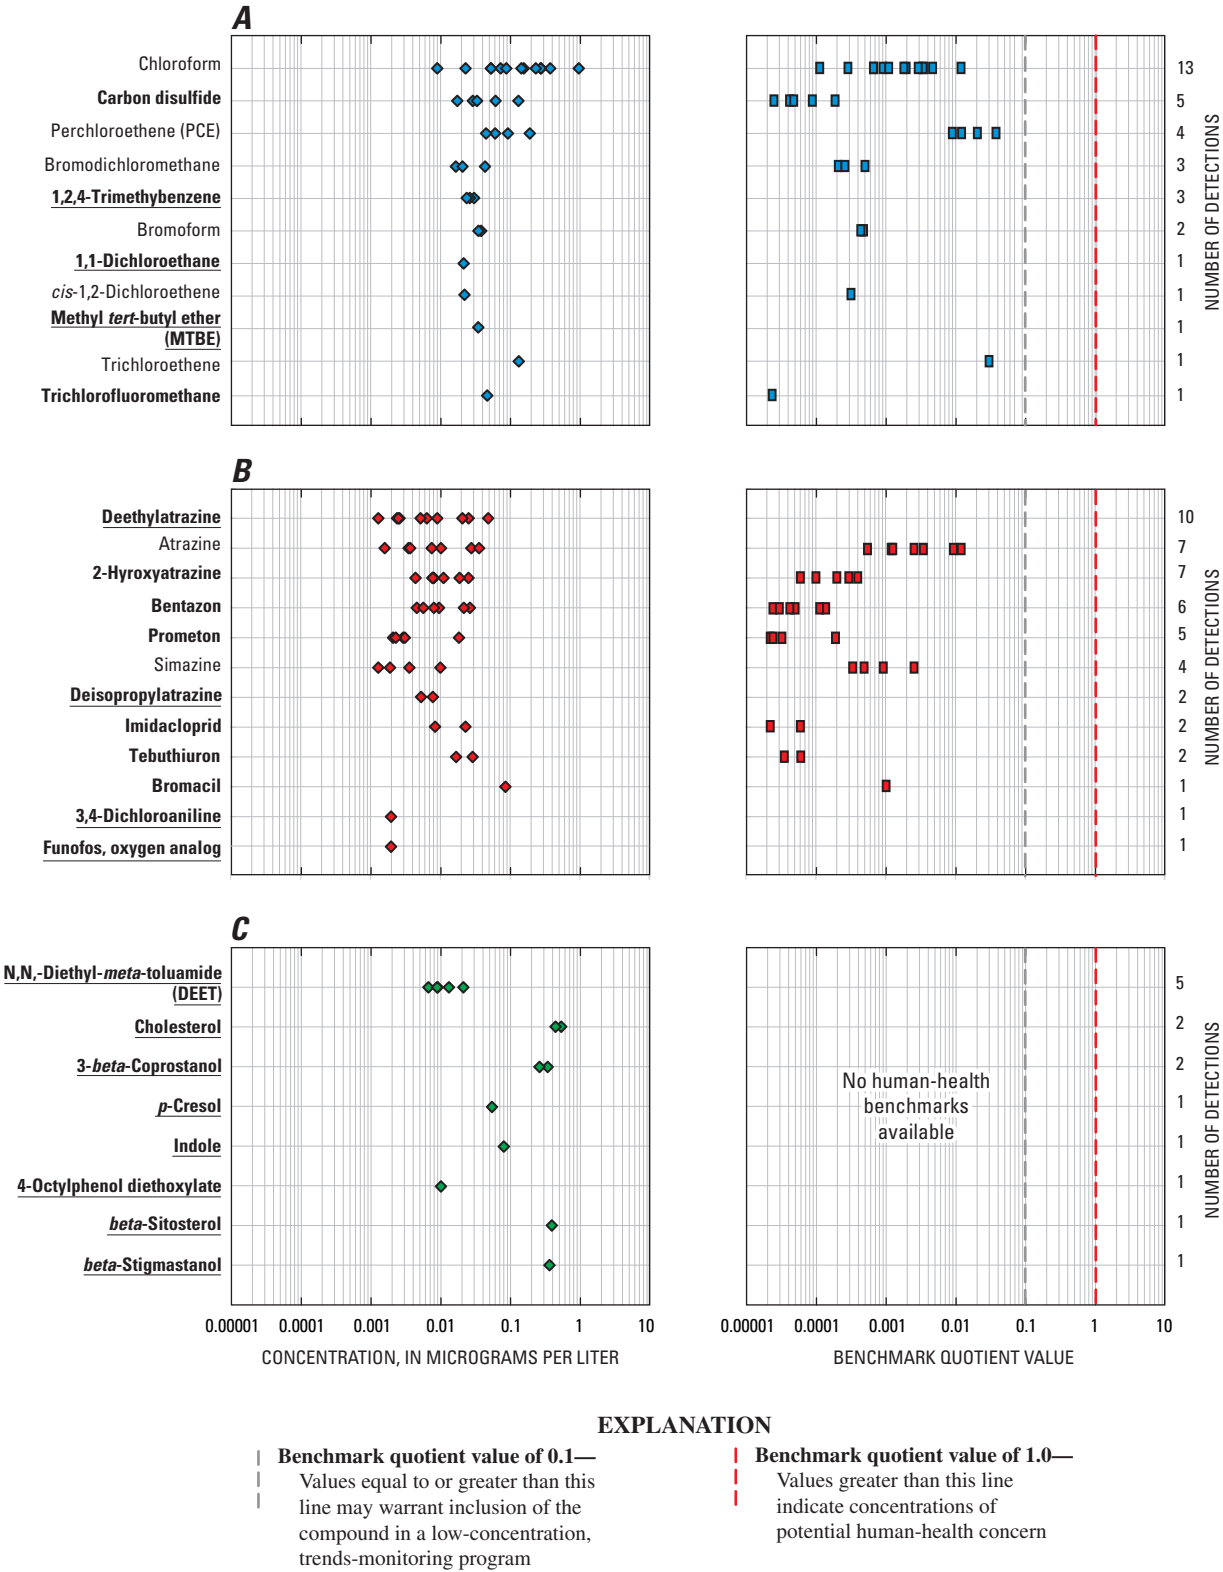 A
Chloroform
Carbon disulfide
Perchloroethene (PCE)
Bromodichloromethane
1,2,4-Trimethybenzene
Bromoform
1,1-Dichloroethane
cis-1,2-Dichloroethene
Methyl tert-butyl ether
(MTBE)
Trichloroethene
Trichlorofluoromethane
13
5
4
3
3
2
1
1
1
1
1
NUMBER OF DETECTIONS
B
Deethylatrazine
Atrazine
2-Hyroxyatrazine
Bentazon
Prometon
Simazine
Deisopropylatrazine
Imidacloprid
Tebuthiuron
Bromacil
3,4-Dichloroaniline
Funofos, oxygen analog
10
7
7
6
5
4
2
2
2
1
1
1
NUMBER OF DETECTIONS
C
N,N,-Diethyl-meta-toluamide
(DEET)
Cholesterol
3-beta-Coprostanol
p-Cresol
Indole
4-Octylphenol diethoxylate
beta-Sitosterol
beta-Stigmastanol
No human-health
benchmarks
available
5
2
2
1
1
1
1
1
NUMBER OF DETECTIONS
0.00001 0.0001 0.001 0.01 0.1 1 10
CONCENTRATION, IN MICROGRAMS PER LITER
0.00001 0.0001 0.001 0.01 0.1 1 10
BENCHMARK QUOTIENT VALUE
EXPLANATION
Benchmark quotient value of 0.1—
Values equal to or greater than this
line may warrant inclusion of the
compound in a low-concentration,
trends-monitoring program
Benchmark quotient value of 1.0—
Values greater than this line
indicate concentrations of
potential human-health concern